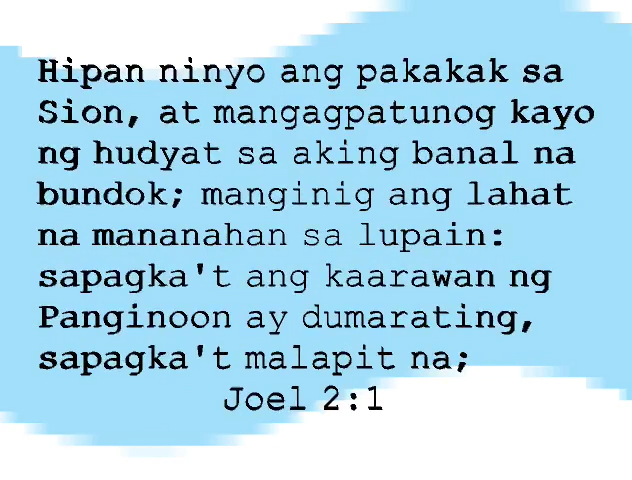 Hipan ninyo ang pakakak sa
Sion, at mangagpatunog kayo
ng hudyat sa aking banal na
bundok; manginig ang lahat
na mananahan sa lupain:
sapagka't ang kaarawan ng
Panginoon ay dumarating,
sapagka't malapit na;
Joel 2:1